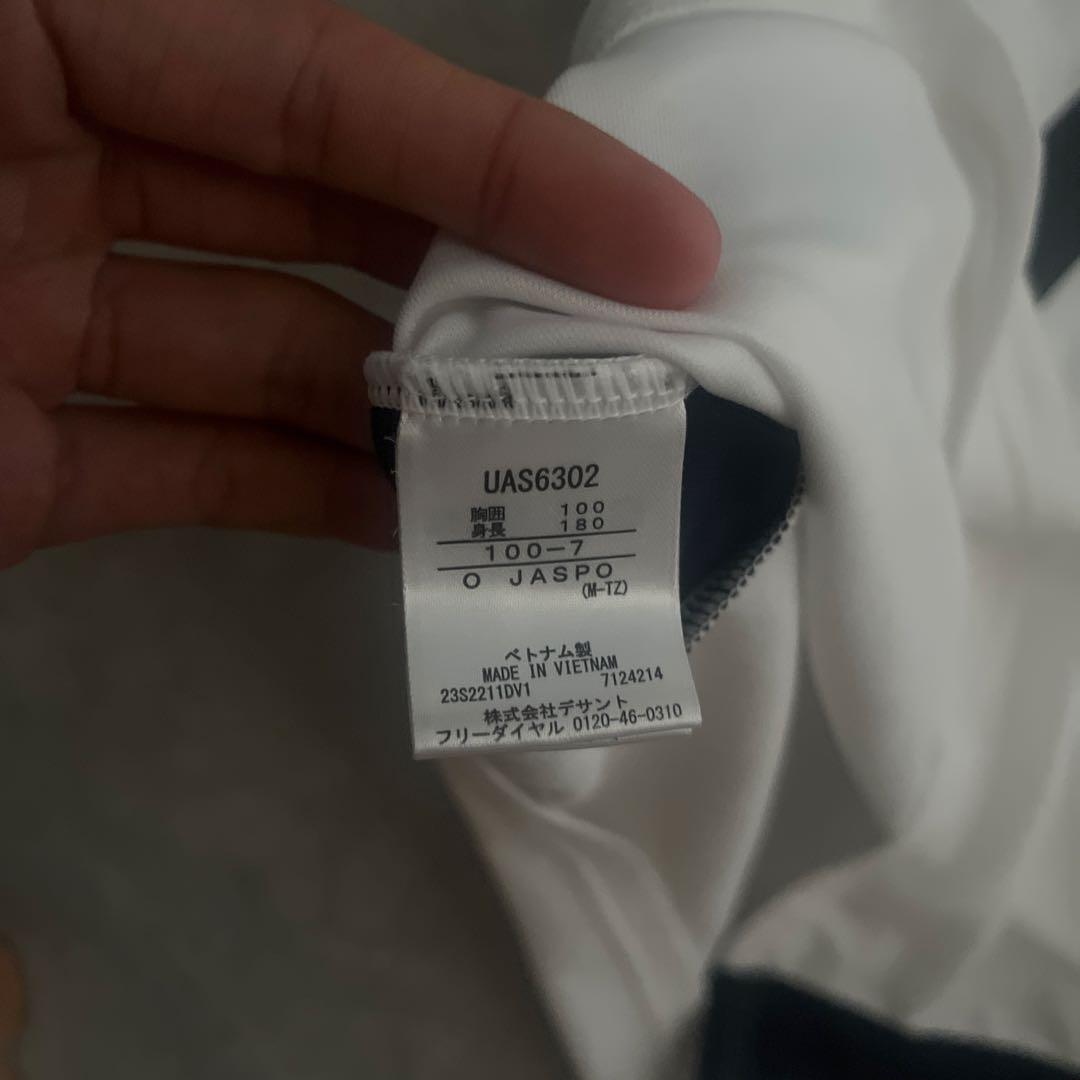 UAS6302
胸囲 100
身長 180
100-7
O JASPO
(M-TZ)
ベトナム製
MADE IN VIETNAM
23S2211DV1 7124214
株式会社デサント
フリーダイヤル 0120-46-0310